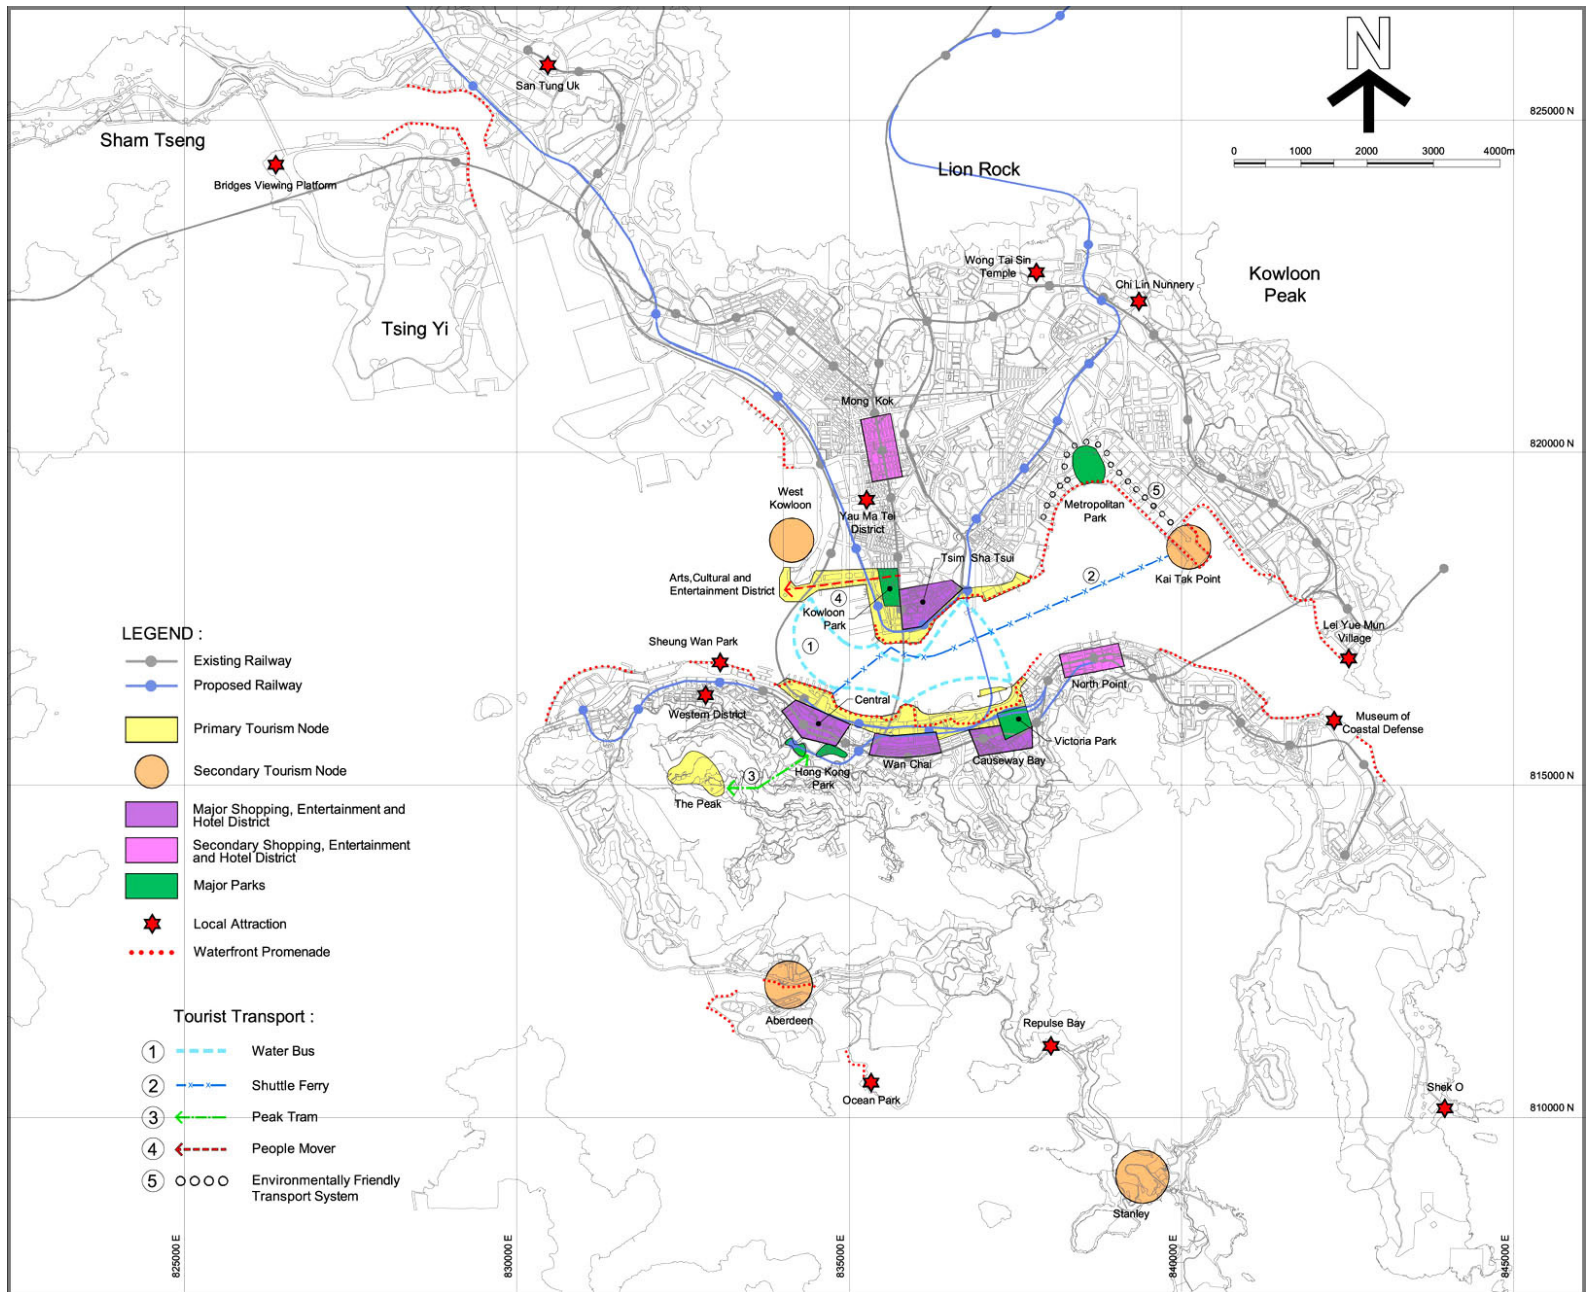 N
825000 N
0 1000 2000 3000 4000m
San Tung Uk
Sham Tseng
Bridges Viewing Platform
Lion Rock
Tsing Yi
Wong Tai Sin
Temple
Chi Lin Nunnery
Kowloon
Peak
Mong Kok
820000 N
West
Kowloon
Yau Ma Tei
District
Metropolitan
Park
5
Tsim Sha Tsui
Kai Tak Point
2
Arts,Cultural and
Entertainment District
4
Kowloon
Park
1
Lei Yue Mun
Village
Sheung Wan Park
Western District
Central
North Point
Museum of
Coastal Defense
Victoria Park
Wan Chai
Causeway Bay
Hong Kong
Park
3
The Peak
815000 N
LEGEND :
Existing Railway
Proposed Railway
Primary Tourism Node
Secondary Tourism Node
Major Shopping, Entertainment and
Hotel District
Secondary Shopping, Entertainment
and Hotel District
Major Parks
Local Attraction
Waterfront Promenade
Aberdeen
Repulse Bay
Ocean Park
Shek O
810000 N
Stanley
Tourist Transport :
1 Water Bus
2 Shuttle Ferry
3 Peak Tram
4 People Mover
5 Environmentally Friendly
Transport System
825000 E
830000 E
835000 E
840000 E
845000 E